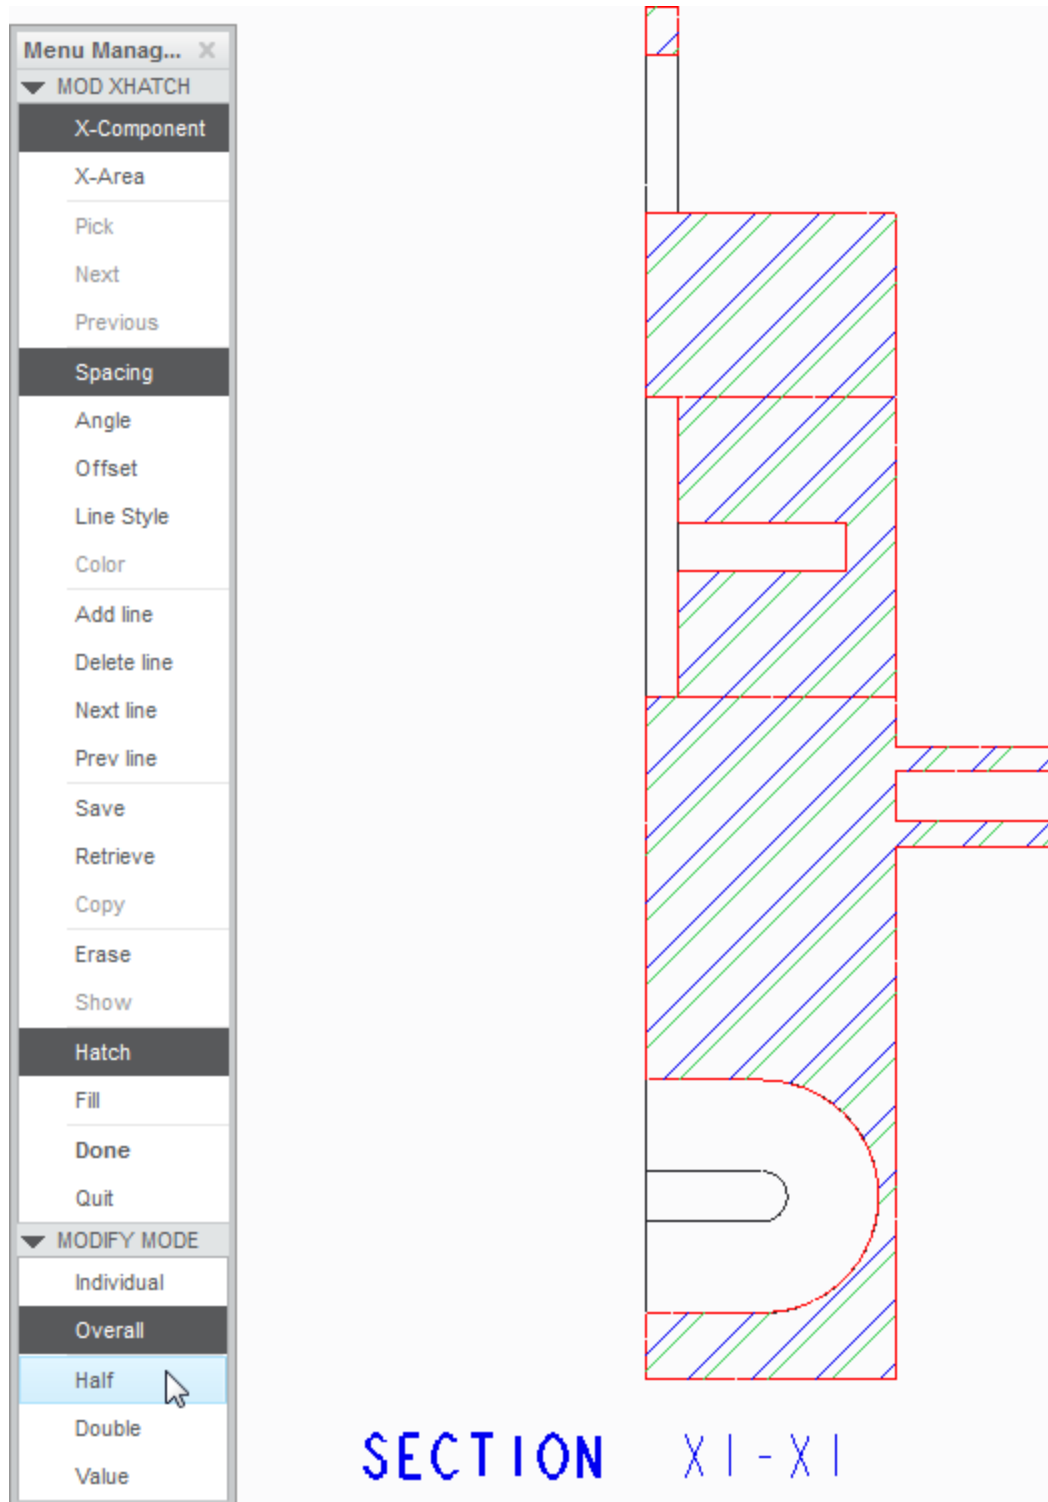 Menu Manag...
MOD XHATCH
X-Component
X-Area
Pick
Next
Previous
Spacing
Angle
Offset
Line Style
Color
Add line
Delete line
Next line
Prev line
Save
Retrieve
Copy
Erase
Show
Hatch
Fill
Done
Quit
MODIFY MODE
Individual
Overall
Half
Double
Value
SECTION XI-XI